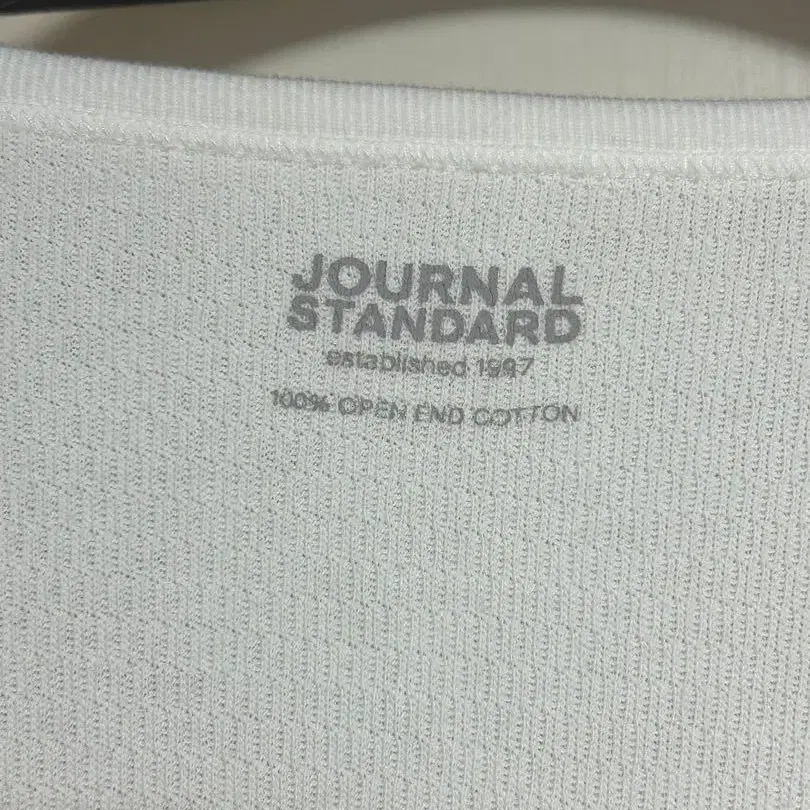 JOURNAL
STANDARD
established 1997
100% OPEN END COTTON